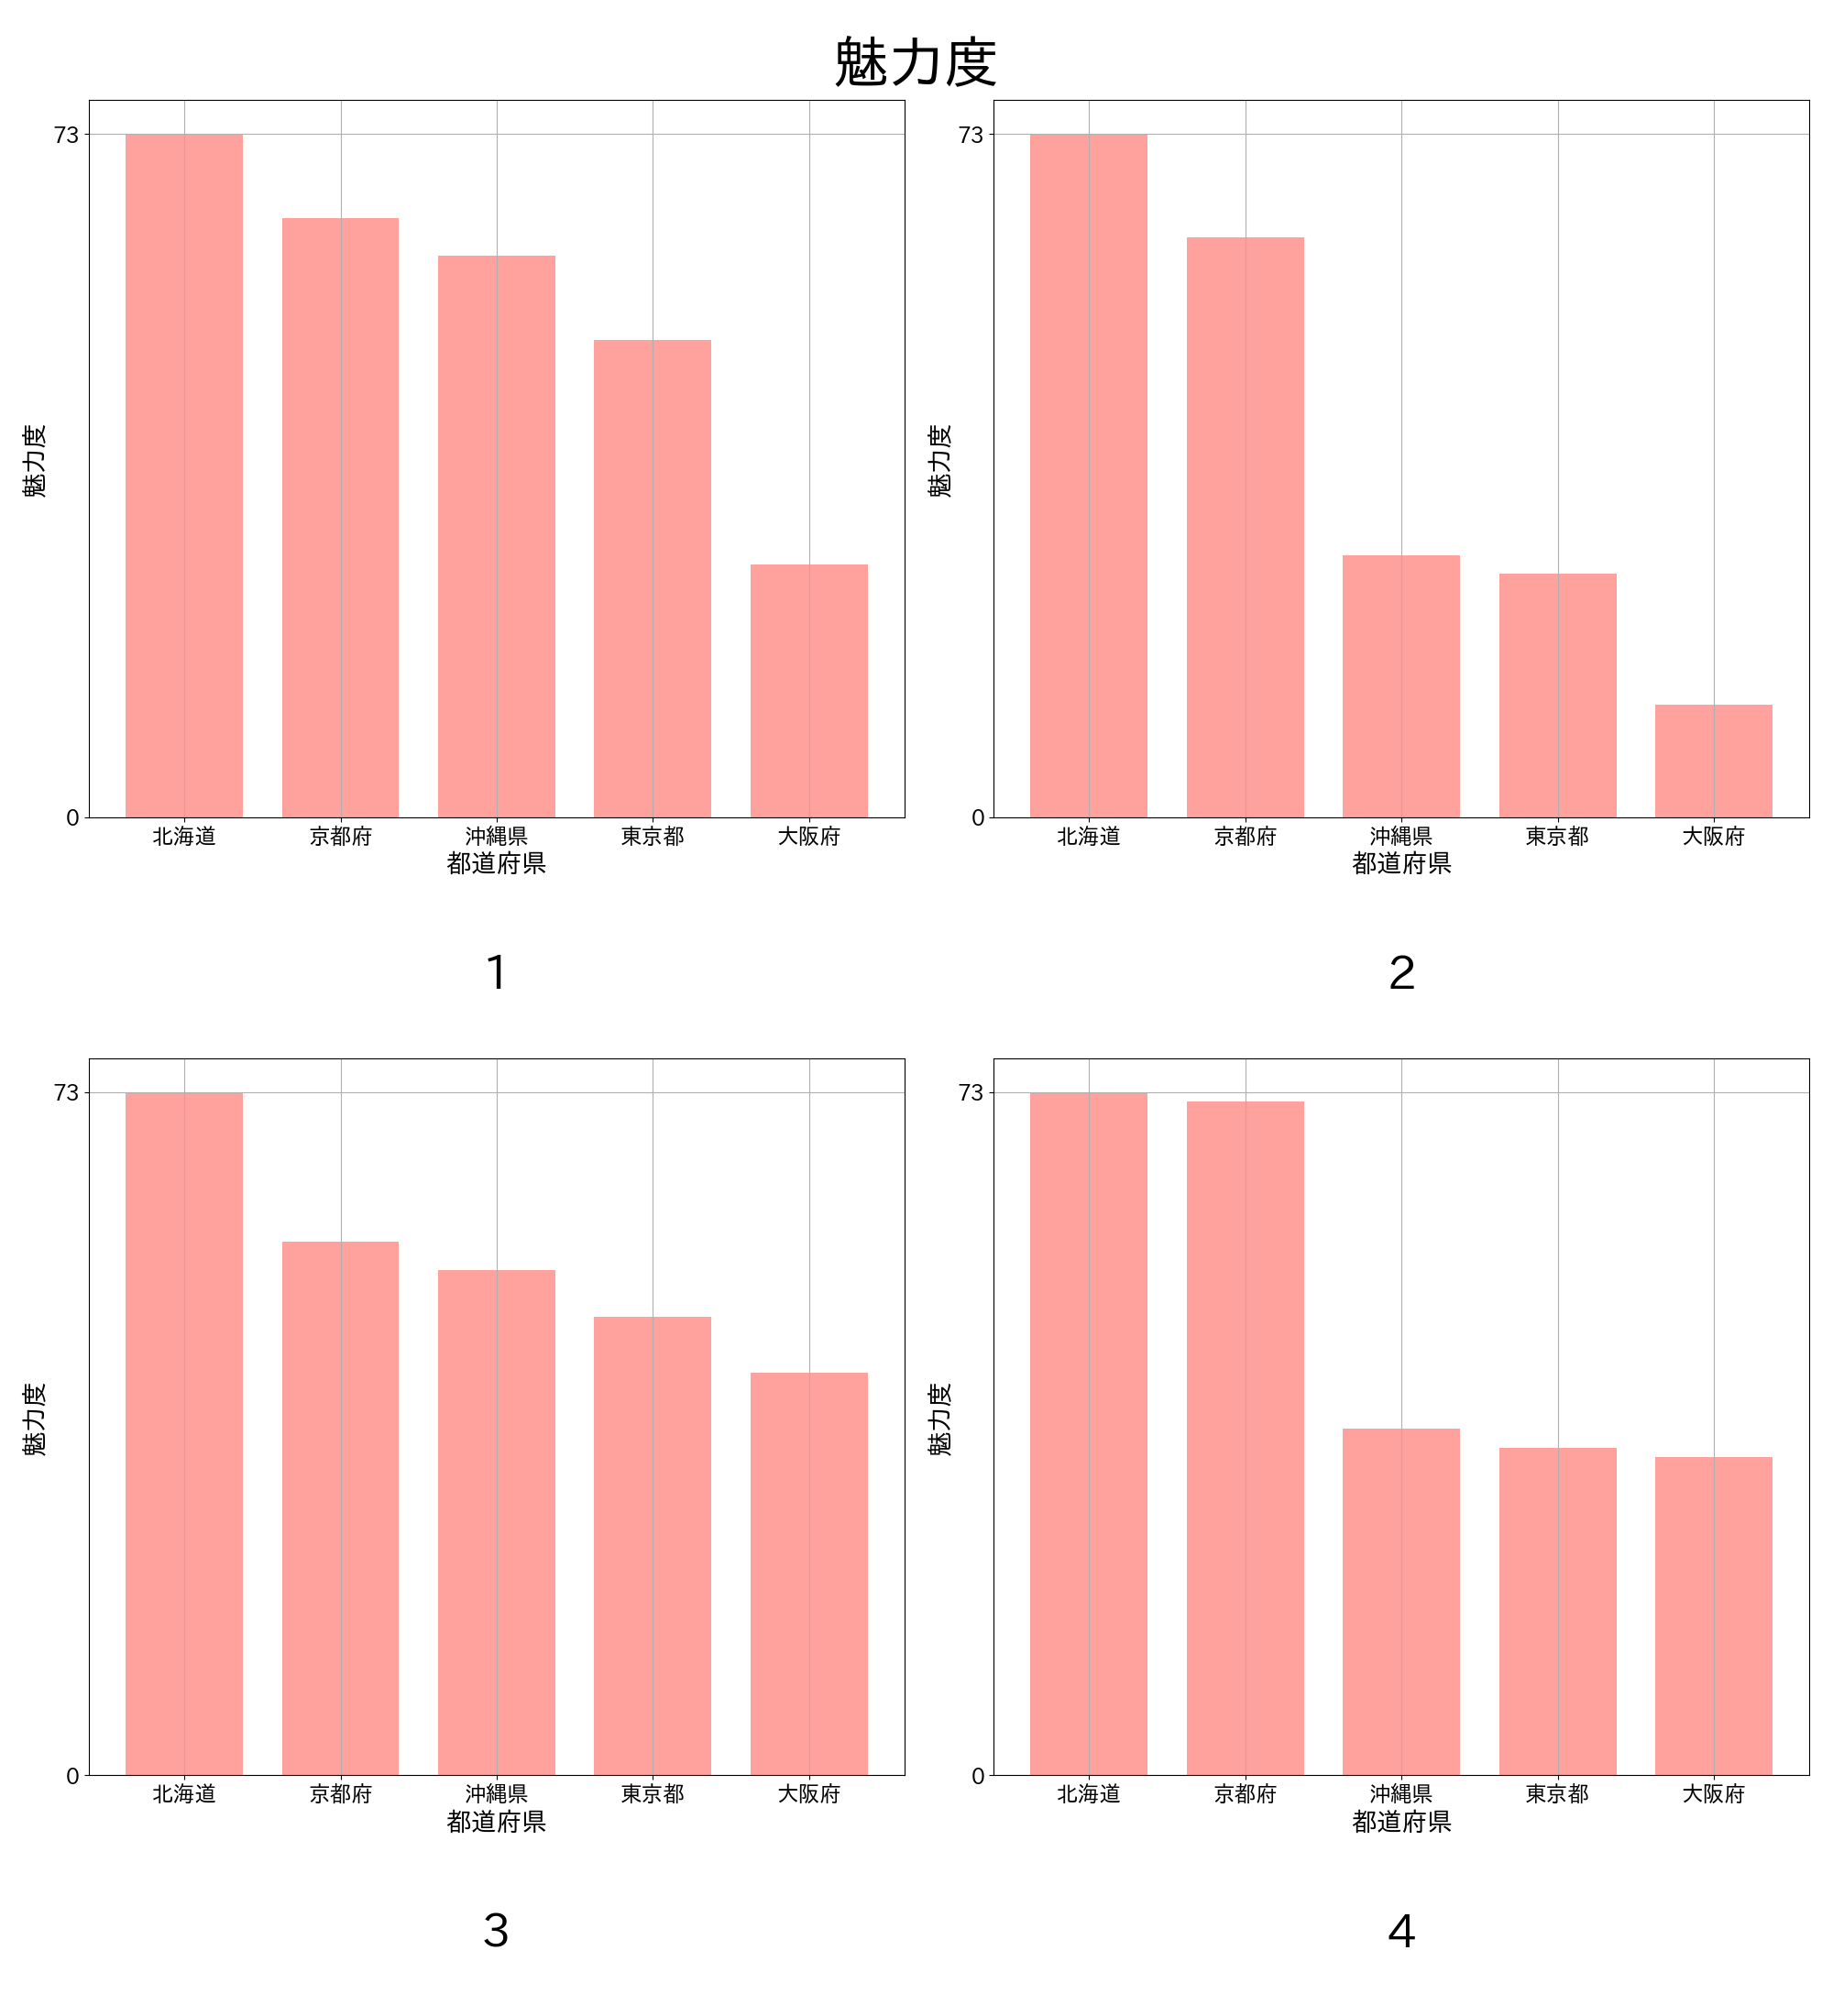 魅力度
73
0
魅力度
北海道 京都府 沖縄県 東京都 大阪府
都道府県
1
73
0
魅力度
北海道 京都府 沖縄県 東京都 大阪府
都道府県
2
73
0
魅力度
北海道 京都府 沖縄県 東京都 大阪府
都道府県
3
73
0
魅力度
北海道 京都府 沖縄県 東京都 大阪府
都道府県
4